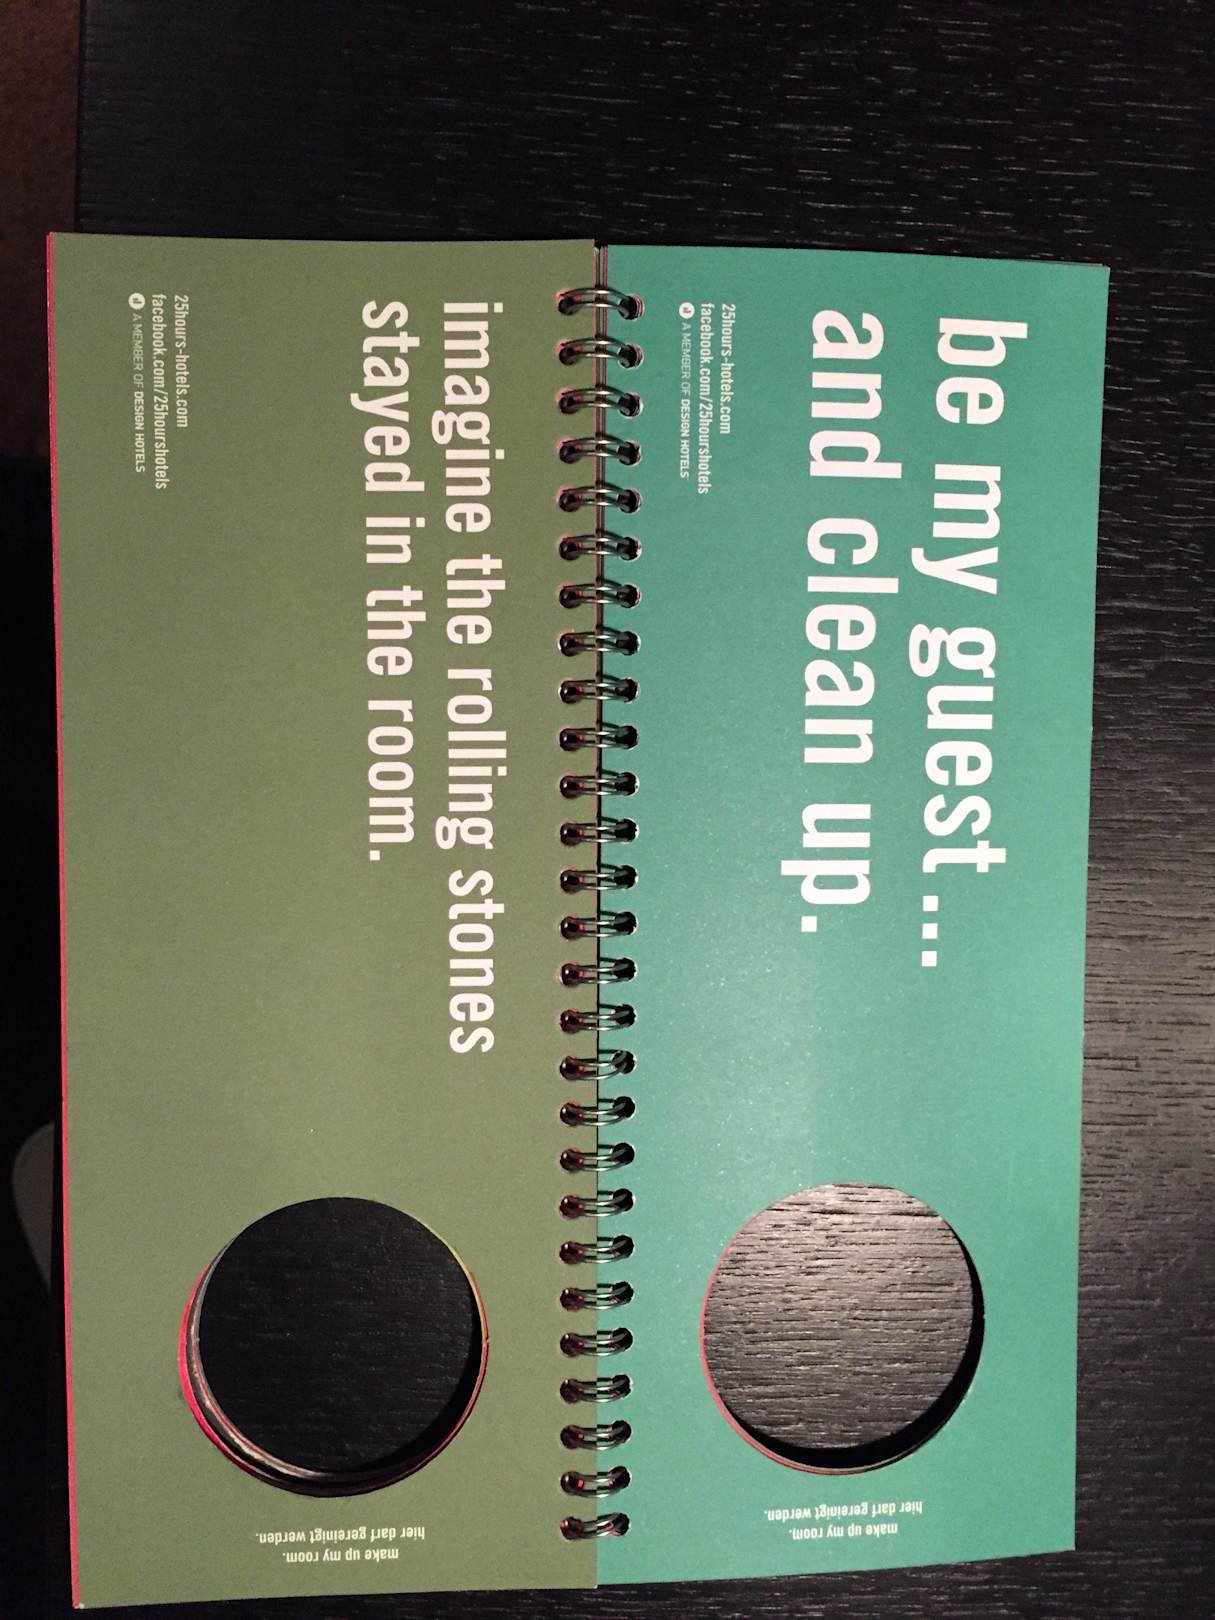 be my guest ...
and clean up.
25hours-hotels.com
facebook.com/25hourshotels
A MEMBER OF DESIGN HOTELS
make up my room.
hier darf gereinigt werden.
imagine the rolling stones
stayed in the room.
25hours-hotels.com
facebook.com/25hourshotels
A MEMBER OF DESIGN HOTELS
make up my room.
hier darf gereinigt werden.